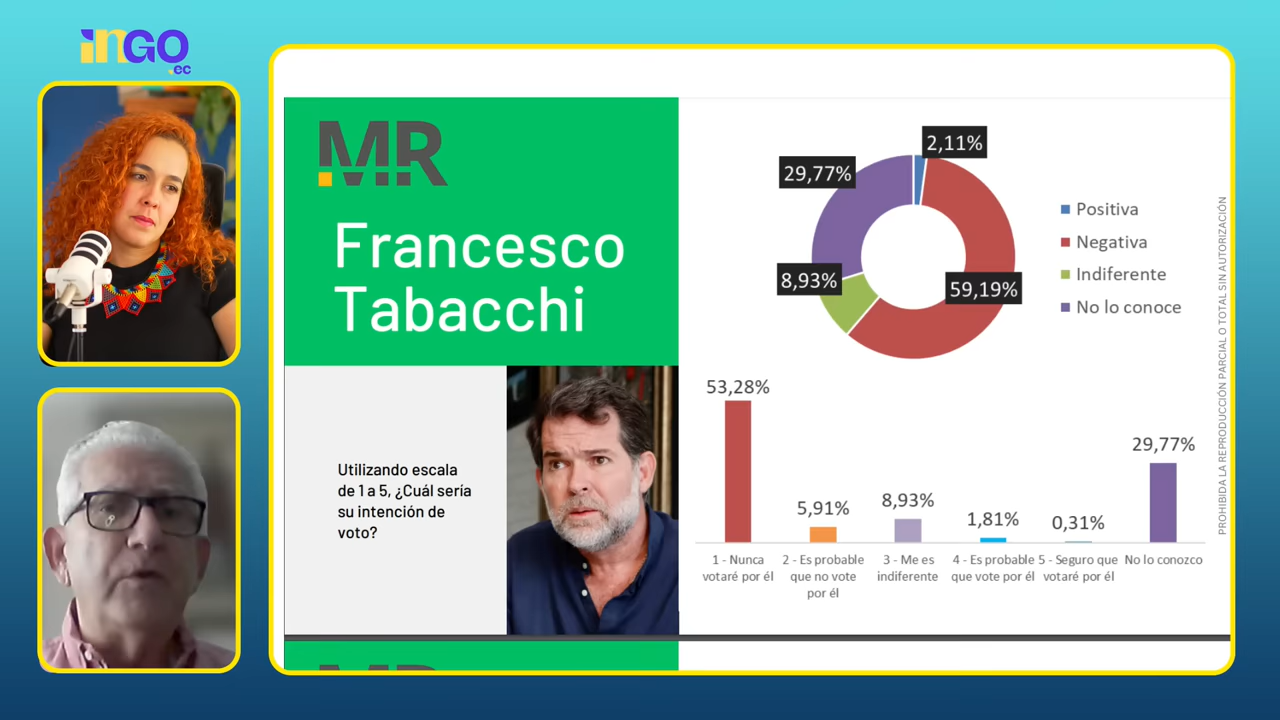 inGO
.ec
MR
Francesco
Tabacchi
Utilizando escala
de 1 a 5, ¿Cuál sería
su intención de
voto?
2,11%
29,77%
8,93%
59,19%
Positiva
Negativa
Indiferente
No lo conoce
53,28%
5,91%
8,93%
1,81%
0,31%
29,77%
1 - Nunca
votaré por él
2 - Es probable
que no vote
por él
3 - Me es
indiferente
4 - Es probable
que vote por él
5 - Seguro que
votaré por él
No lo conozco
PROHIBIDA LA REPRODUCCIÓN PARCIAL O TOTAL SIN AUTORIZACIÓN
MR